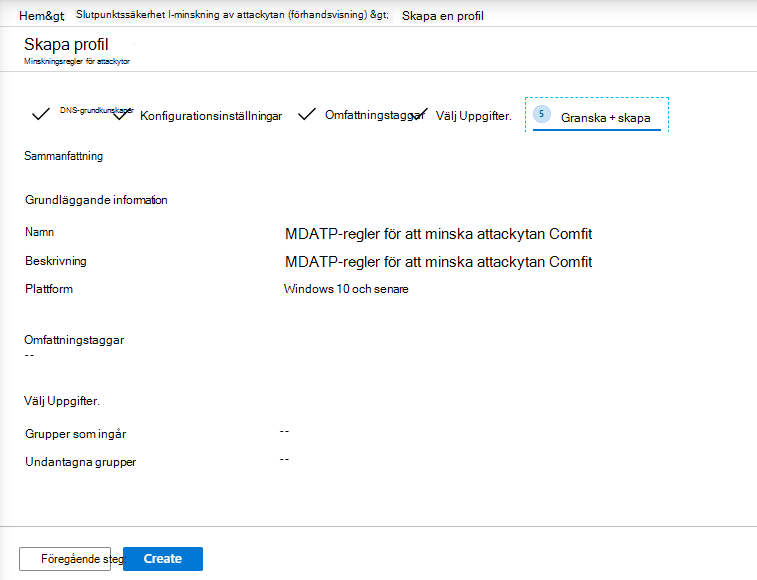 Hem&gt Slutpunktssäkerhet I-minskning av attackytan (förhandsvisning) &gt; Skapa en profil
Skapa profil
Minskningsregler för attackytor
DNS-grundkunskaper Konfigurationsinställningar Omfattningstaggar Välj Uppgifter. 5 Granska + skapa
Sammanfattning
Grundläggande information
Namn MDATP-regler för att minska attackytan Comfit
Beskrivning MDATP-regler för att minska attackytan Comfit
Plattform Windows 10 och senare
Omfattningstaggar
--
Välj Uppgifter.
Grupper som ingår --
Undantagna grupper --
Föregående steg Create